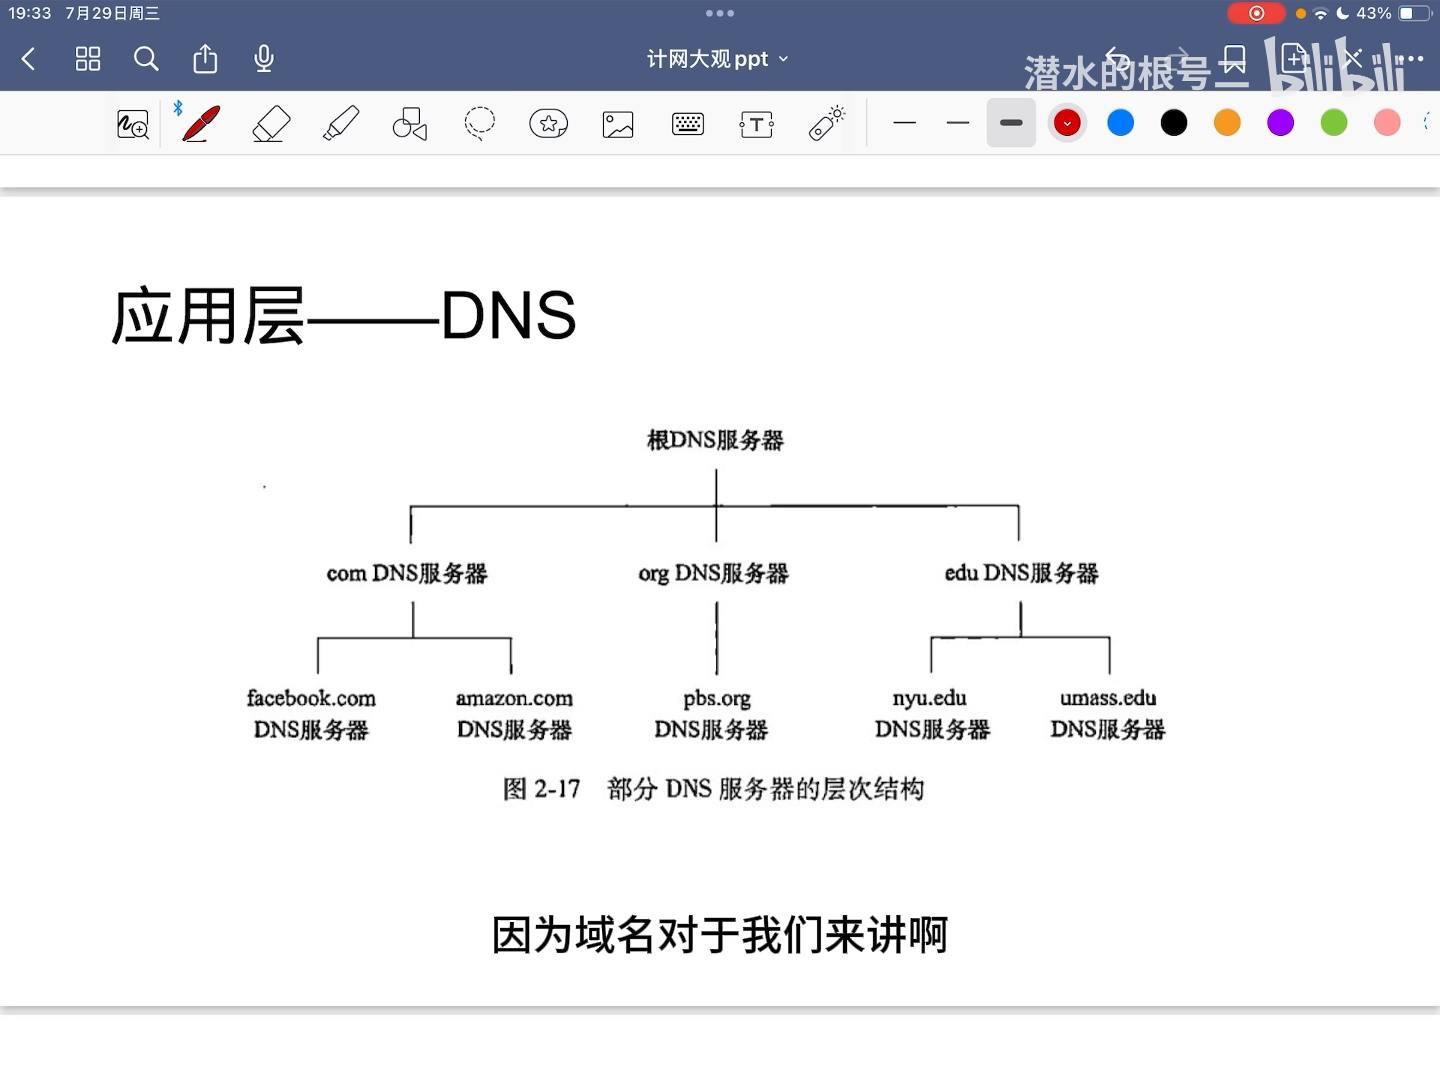 19:33 7月29日周三
43%
计网大观ppt
潜水的根号二 bilibili
应用层——DNS
根DNS服务器
com DNS服务器 org DNS服务器 edu DNS服务器
facebook.com amazon.com pbs.org nyu.edu umass.edu
DNS服务器 DNS服务器 DNS服务器 DNS服务器 DNS服务器
图 2-17 部分 DNS 服务器的层次结构
因为域名对于我们来讲啊